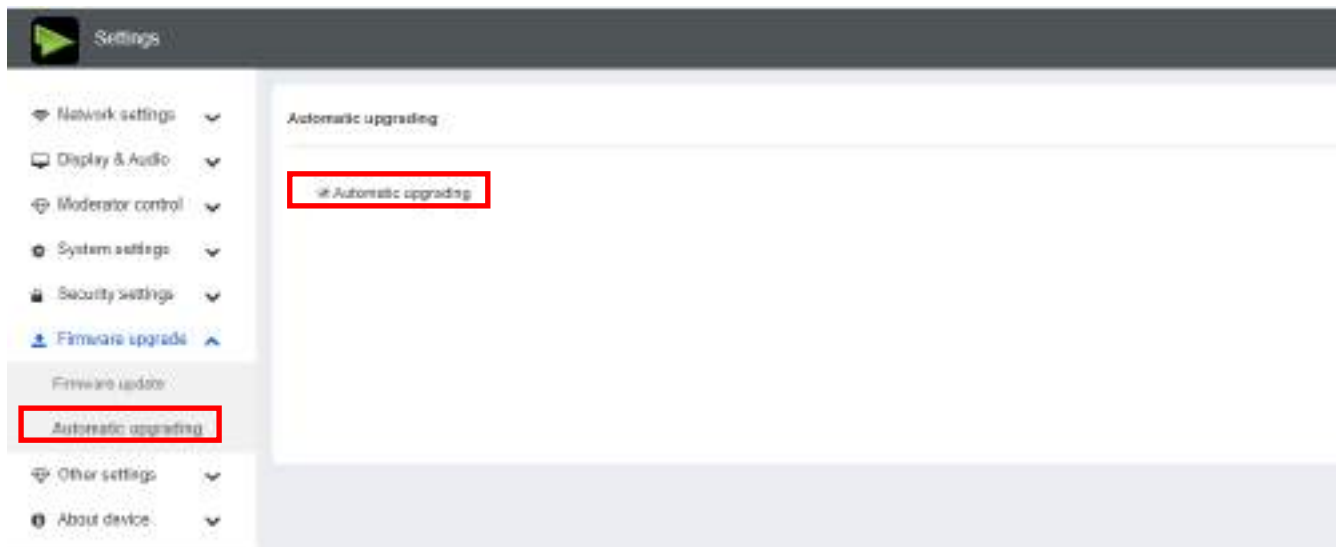 Settings
Network settings
Display & Audio
Moderator control
System settings
Security settings
Firmware upgrade
Firmware update
Automatic upgrading
Other settings
About device
Automatic upgrading
Automatic upgrading